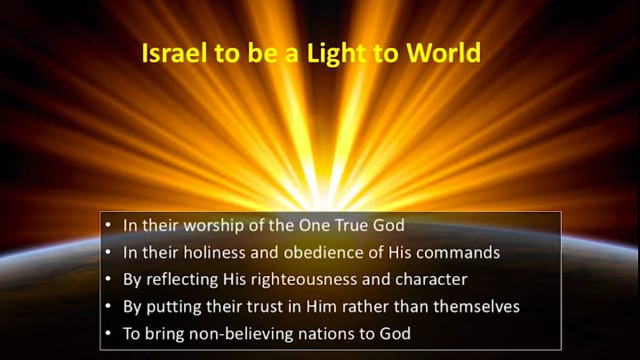 Israel to be a Light to World
• In their worship of the One True God
• In their holiness and obedience of His commands
• By reflecting His righteousness and character
• By putting their trust in Him rather than themselves
• To bring non-believing nations to God